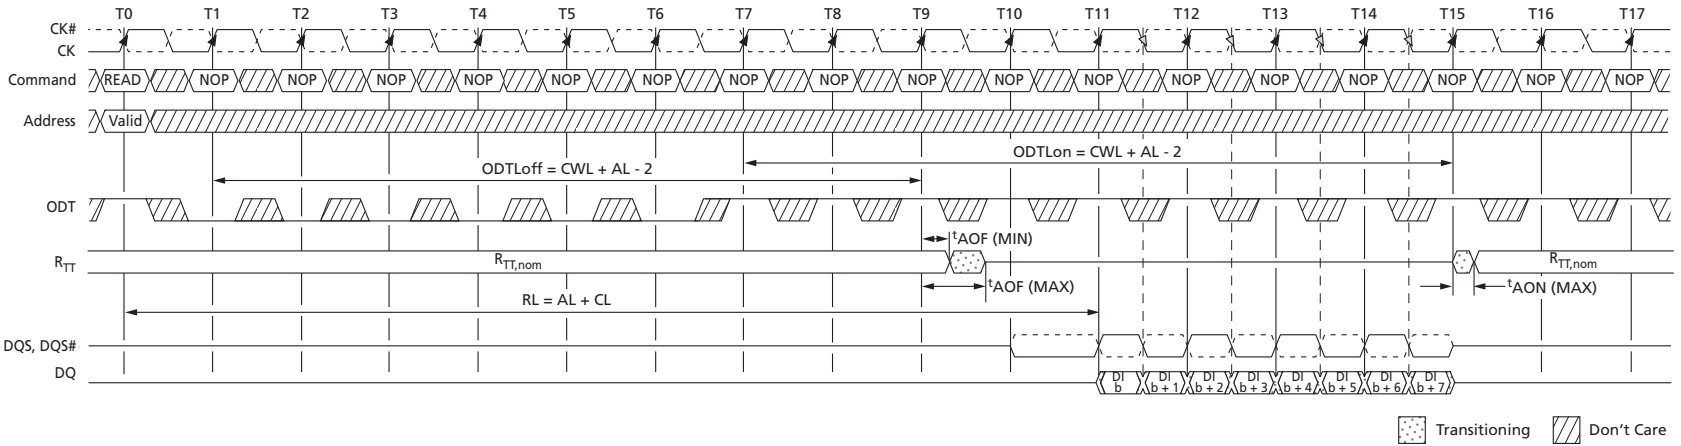 T0 T1 T2 T3 T4 T5 T6 T7 T8 T9 T10 T11 T12 T13 T14 T15 T16 T17
CK#
CK
Command READ NOP NOP NOP NOP NOP NOP NOP NOP NOP NOP NOP NOP NOP NOP NOP NOP NOP
Address Valid
ODTLon = CWL + AL - 2
ODTLoff = CWL + AL - 2
ODT
tAOF (MIN)
RTT RTT,nom RTT,nom
tAOF (MAX) tAON (MAX)
RL = AL + CL
DQS, DQS#
DQ
DI b DI b + 1 DI b + 2 DI b + 3 DI b + 4 DI b + 5 DI b + 6 DI b + 7
Transitioning Don't Care